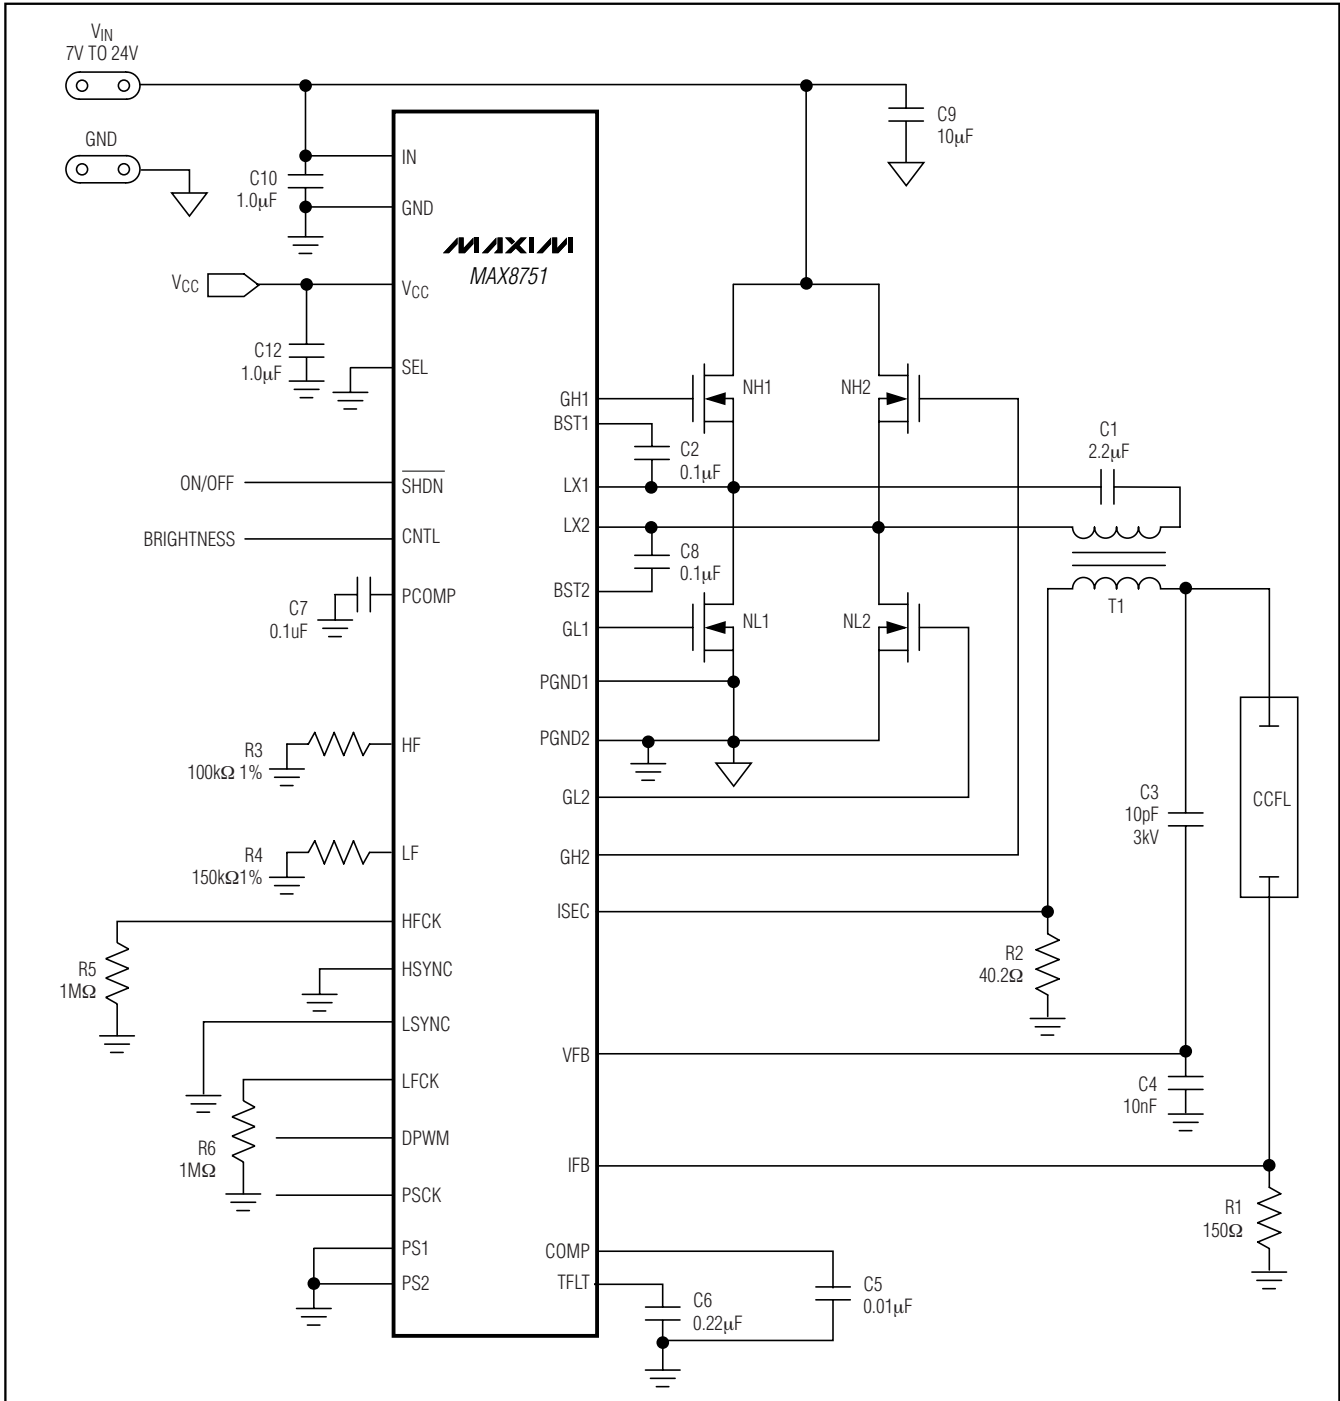 VIN
7V TO 24V
GND
C9
10µF
IN
C10
1.0µF
GND
MAXIM
MAX8751
VCC
VCC
C12
1.0µF
SEL
GH1
NH1
NH2
BST1
C2
0.1µF
C1
2.2µF
ON/OFF
SHDN
LX1
LX2
BRIGHTNESS
CNTL
C8
0.1µF
BST2
PCOMP
C7
0.1uF
T1
GL1
NL1
NL2
PGND1
PGND2
HF
R3
100kΩ 1%
GL2
C3
10pF
3kV
CCFL
LF
R4
150kΩ1%
GH2
ISEC
HFCK
R2
40.2Ω
R5
1MΩ
HSYNC
LSYNC
VFB
LFCK
C4
10nF
DPWM
R6
1MΩ
IFB
PSCK
R1
150Ω
PS1
COMP
PS2
TFLT
C6
0.22µF
C5
0.01µF